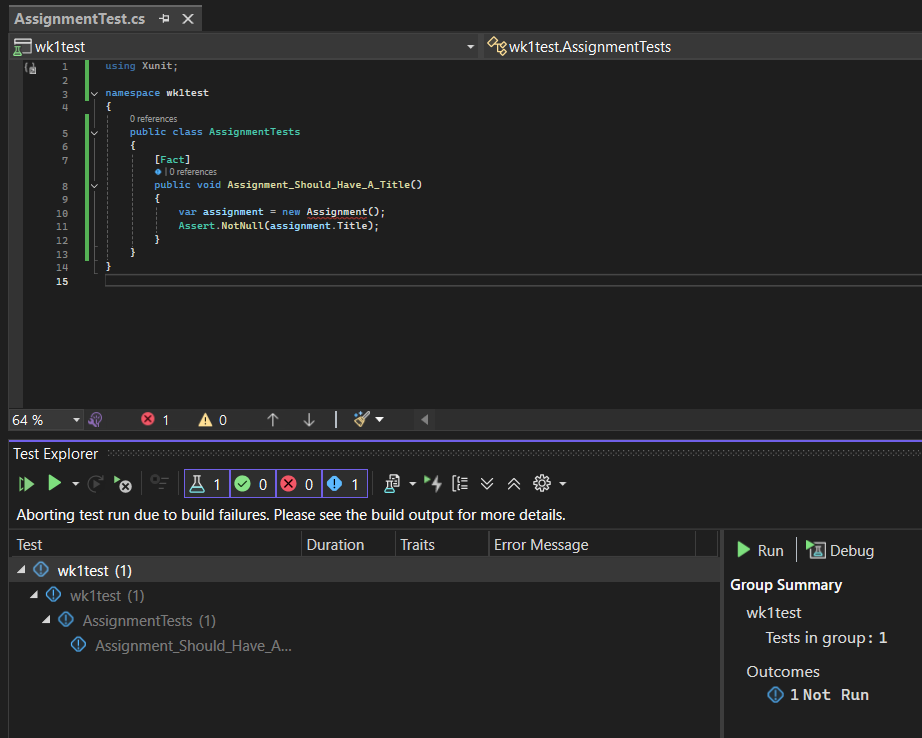 AssignmentTest.cs
wk1test
wk1test.AssignmentTests
1 using Xunit;
2
3 namespace wk1test
4 {
0 references
5 public class AssignmentTests
6 {
7 [Fact]
| 0 references
8 public void Assignment_Should_Have_A_Title()
9 {
10 var assignment = new Assignment();
11 Assert.NotNull(assignment.Title);
12 }
13 }
14 }
15
64 % 1 0
Test Explorer
1 0 0 1
Aborting test run due to build failures. Please see the build output for more details.
Test Duration Traits Error Message
wk1test (1)
wk1test (1)
AssignmentTests (1)
Assignment_Should_Have_A...
Run Debug
Group Summary
wk1test
Tests in group: 1
Outcomes
1 Not Run